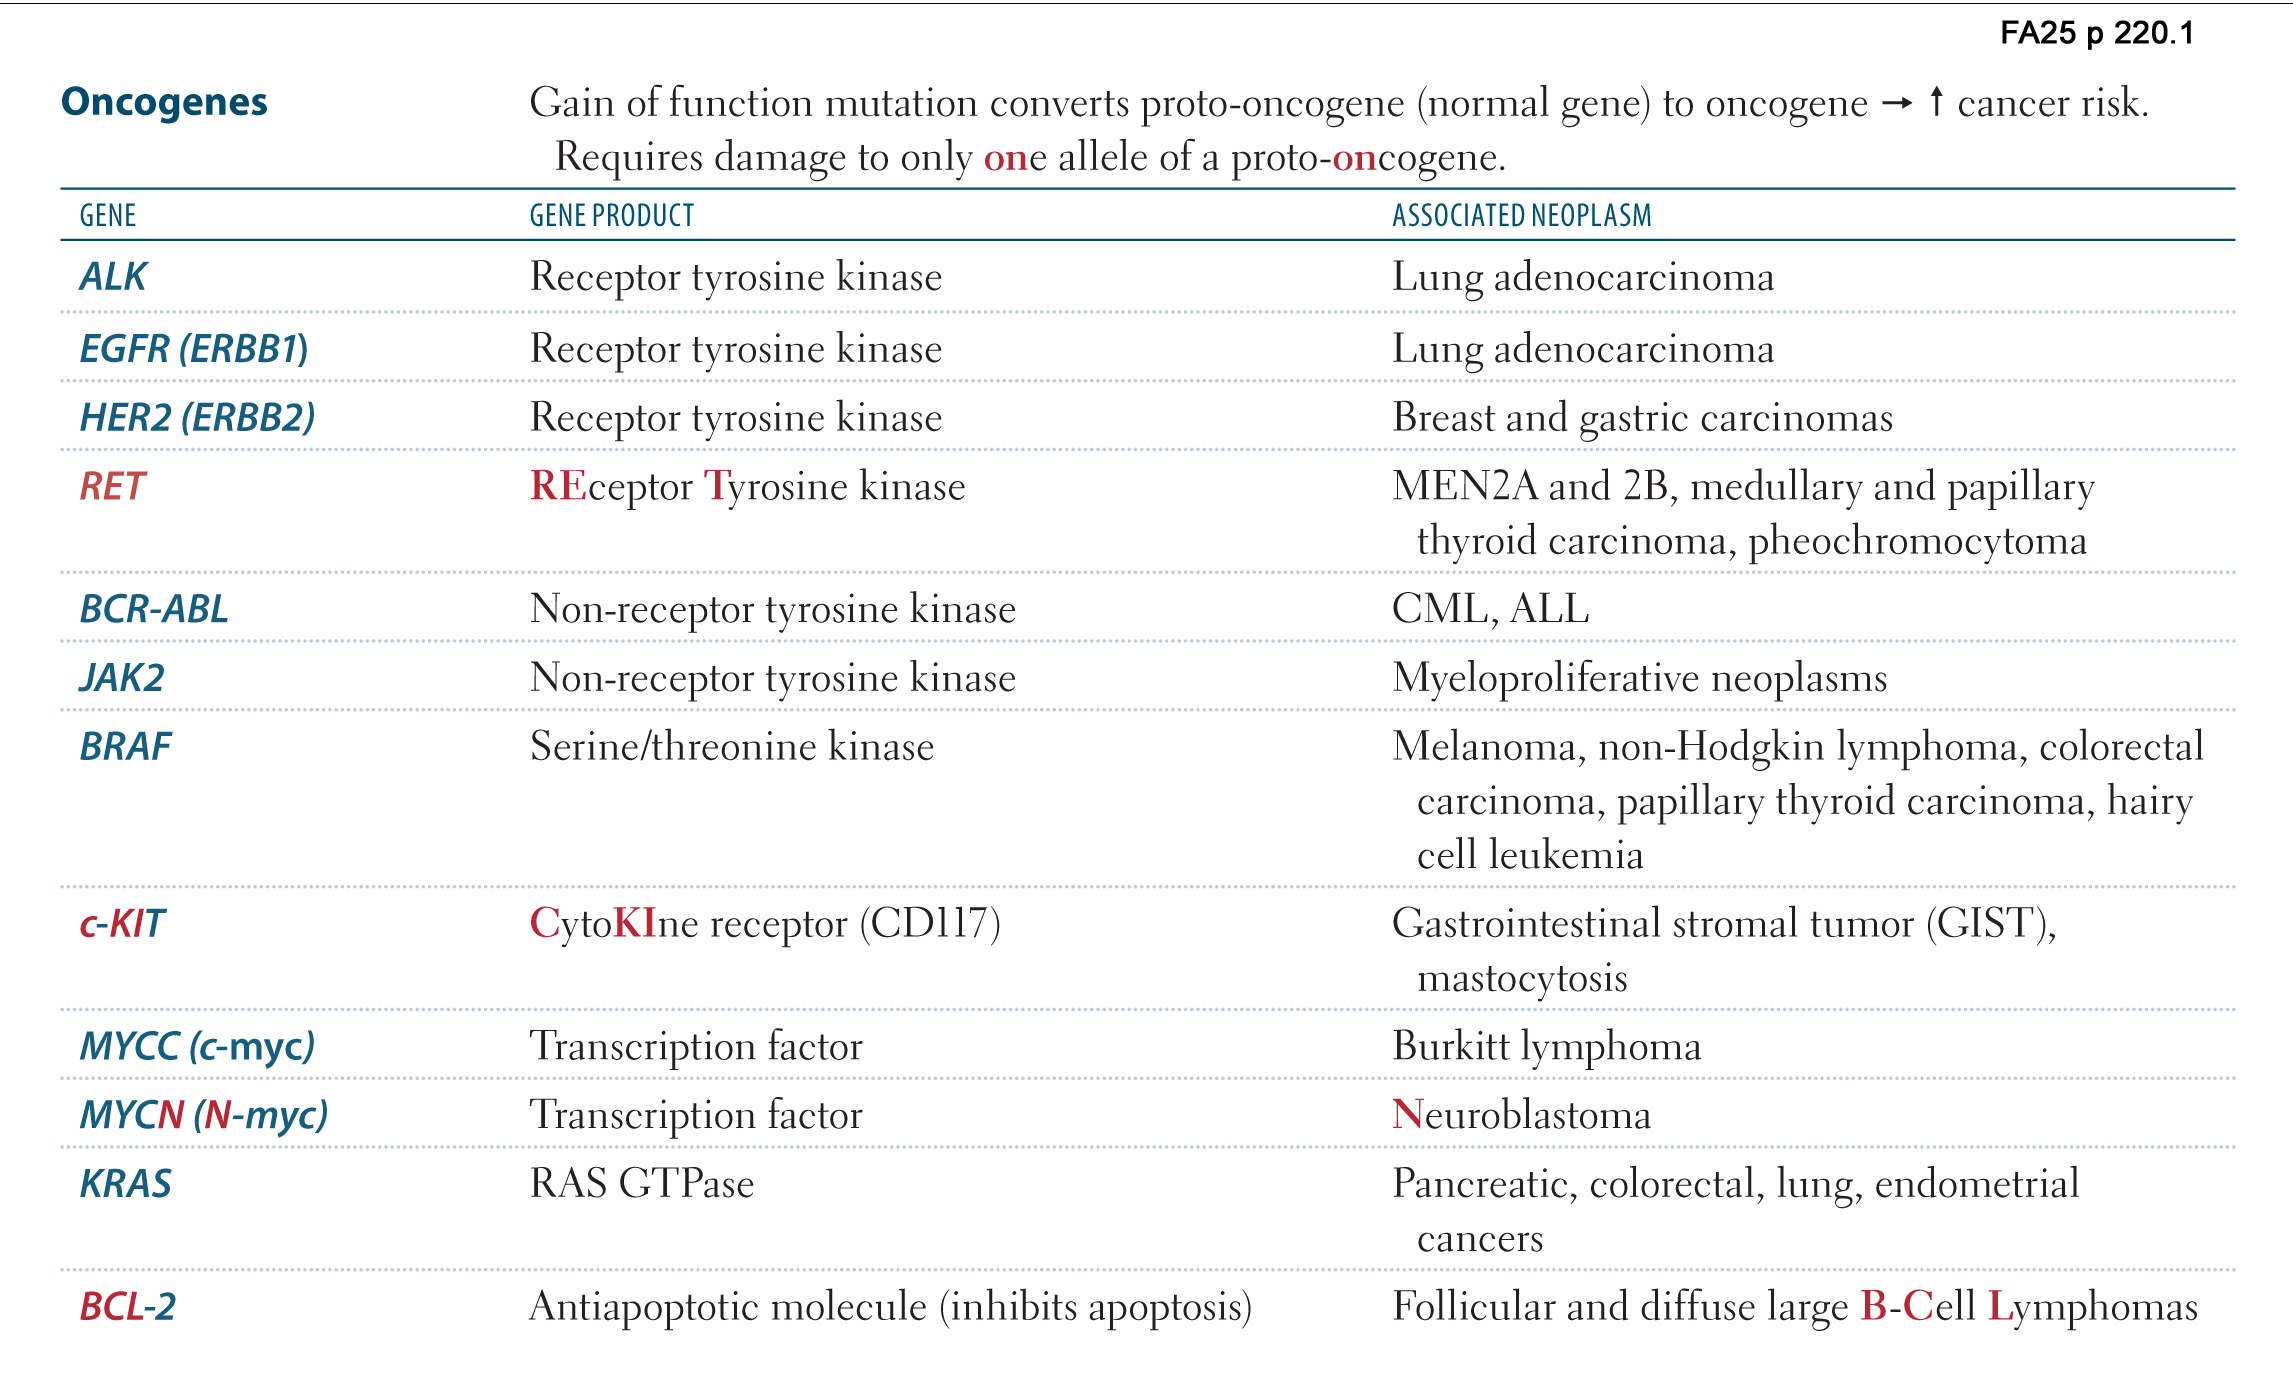 FA25 p 220.1
Oncogenes
Gain of function mutation converts proto-oncogene (normal gene) to oncogene → ↑ cancer risk.
Requires damage to only one allele of a proto-oncogene.
GENE GENE PRODUCT ASSOCIATED NEOPLASM
ALK Receptor tyrosine kinase Lung adenocarcinoma
EGFR (ERBB1) Receptor tyrosine kinase Lung adenocarcinoma
HER2 (ERBB2) Receptor tyrosine kinase Breast and gastric carcinomas
RET REceptor Tyrosine kinase MEN2A and 2B, medullary and papillary
thyroid carcinoma, pheochromocytoma
BCR-ABL Non-receptor tyrosine kinase CML, ALL
JAK2 Non-receptor tyrosine kinase Myeloproliferative neoplasms
BRAF Serine/threonine kinase Melanoma, non-Hodgkin lymphoma, colorectal
carcinoma, papillary thyroid carcinoma, hairy
cell leukemia
c-KIT CytoKIne receptor (CD117) Gastrointestinal stromal tumor (GIST),
mastocytosis
MYCC (c-myc) Transcription factor Burkitt lymphoma
MYCN (N-myc) Transcription factor Neuroblastoma
KRAS RAS GTPase Pancreatic, colorectal, lung, endometrial
cancers
BCL-2 Antiapoptotic molecule (inhibits apoptosis) Follicular and diffuse large B-Cell Lymphomas